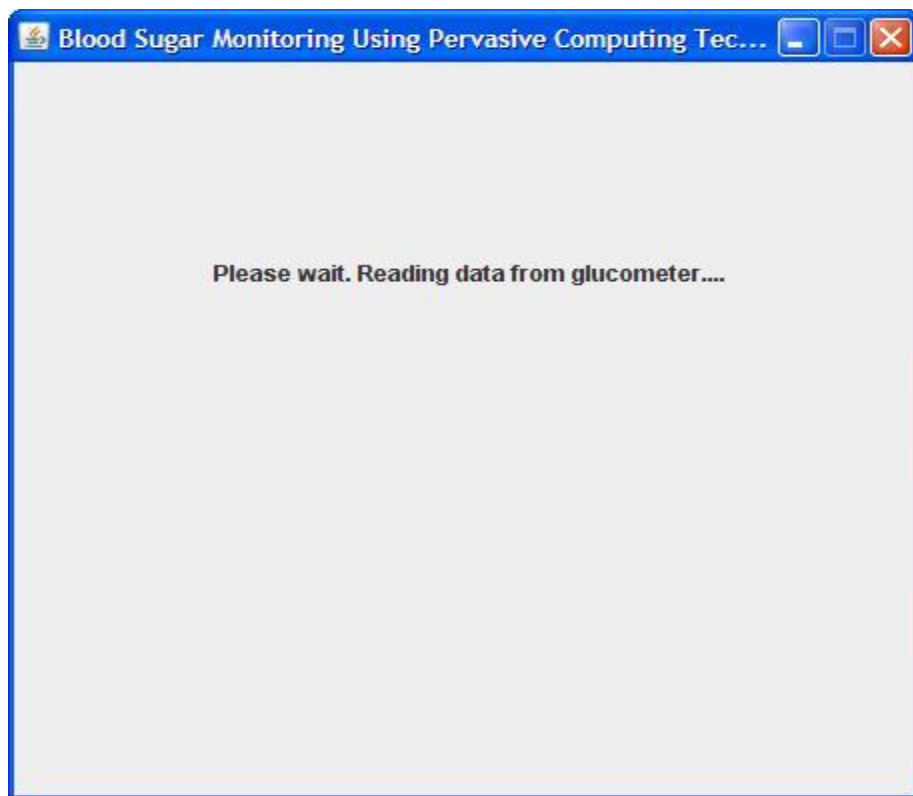 Blood Sugar Monitoring Using Pervasive Computing Tec...
Please wait. Reading data from glucometer....